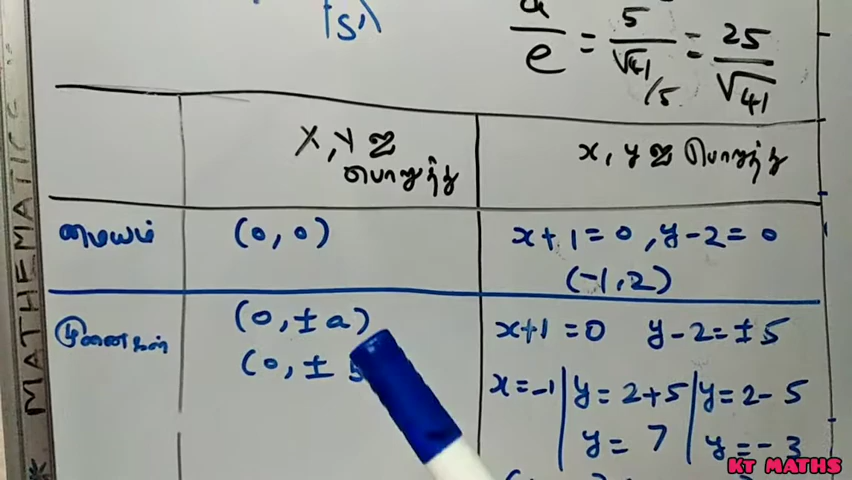 a/e = 5/(√41/5) = 25/√41
X, Y ஐ பொறுத்து
x, y ஐ பொறுத்து
மையம்
(0, 0)
x+1=0, y-2=0
(-1, 2)
முனைகள்
(0, ±a)
x+1=0 y-2=±5
(0, ± 5
x=-1 | y=2+5 | y=2-5
y=7 | y=-3
MATHEMATIC
KT MATHS